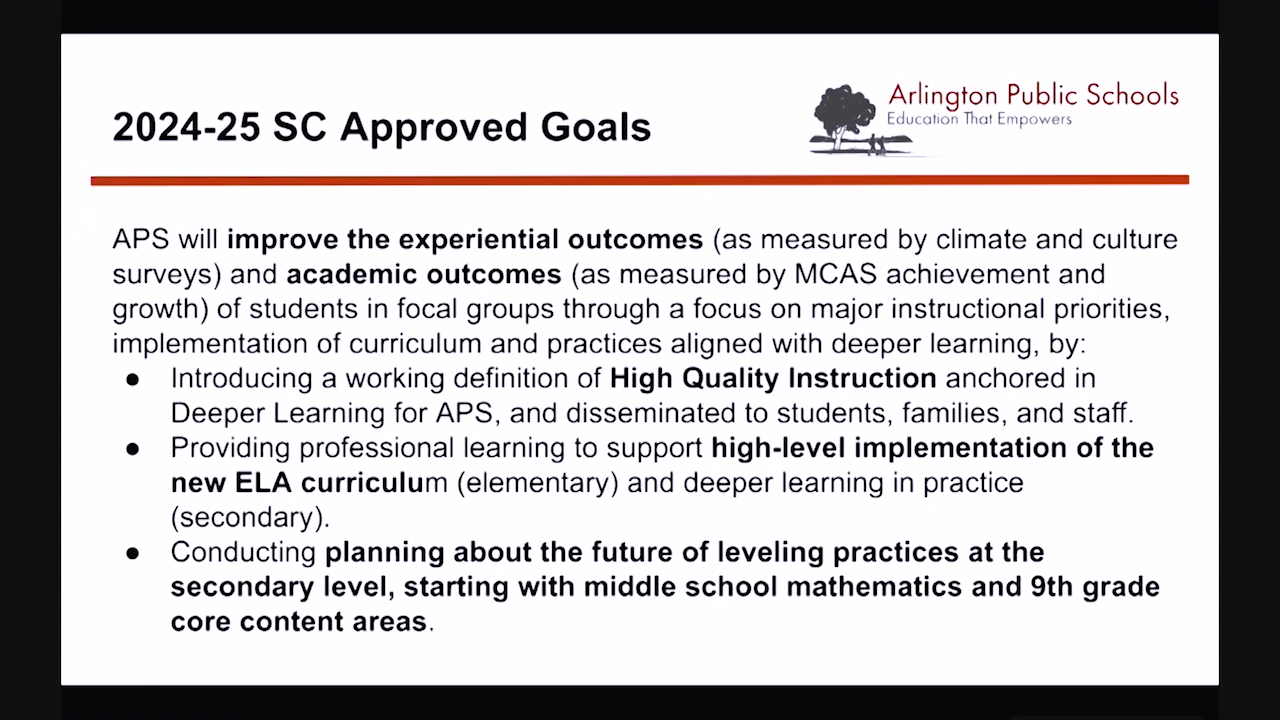 2024-25 SC Approved Goals
Arlington Public Schools
Education That Empowers
APS will improve the experiential outcomes (as measured by climate and culture
surveys) and academic outcomes (as measured by MCAS achievement and
growth) of students in focal groups through a focus on major instructional priorities,
implementation of curriculum and practices aligned with deeper learning, by:
● Introducing a working definition of High Quality Instruction anchored in
Deeper Learning for APS, and disseminated to students, families, and staff.
● Providing professional learning to support high-level implementation of the
new ELA curriculum (elementary) and deeper learning in practice
(secondary).
● Conducting planning about the future of leveling practices at the
secondary level, starting with middle school mathematics and 9th grade
core content areas.